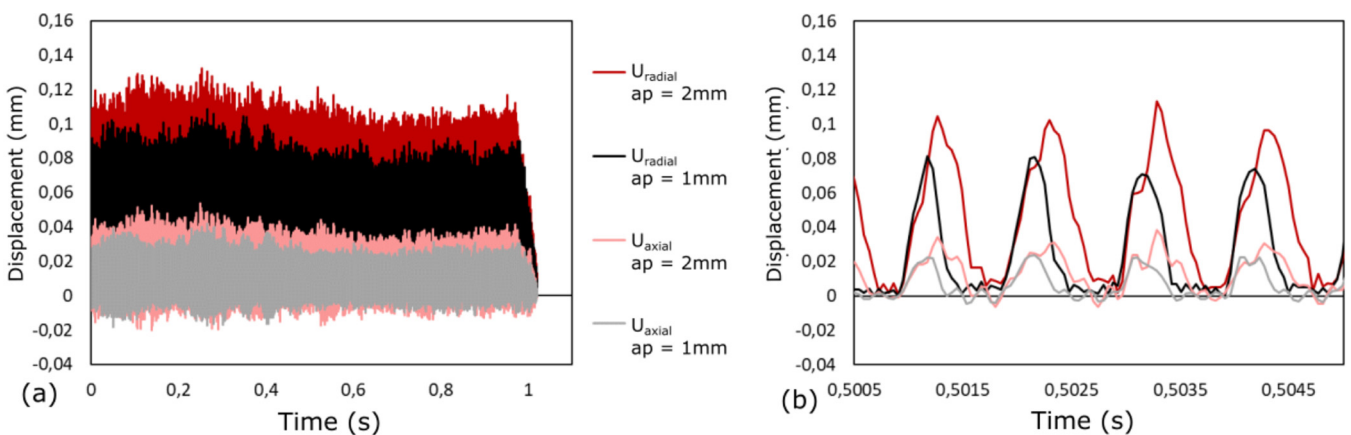 Displacement (mm)
0,16
0,14
0,12
0,1
0,08
0,06
0,04
0,02
0
-0,02
-0,04
0
0,2
0,4
0,6
0,8
1
Time (s)
(a)
Uradial
ap = 2mm
Uradial
ap = 1mm
Uaxial
ap = 2mm
Uaxial
ap = 1mm
Displacement (mm)
0,16
0,14
0,12
0,1
0,08
0,06
0,04
0,02
0
-0,02
-0,04
0,5005
0,5015
0,5025
0,5035
0,5045
Time (s)
(b)